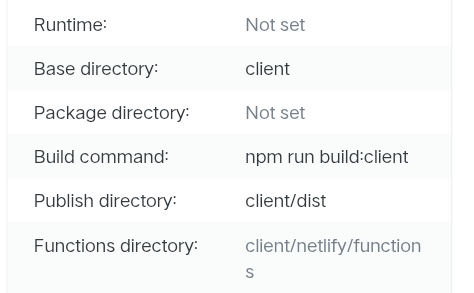 Runtime: Not set
Base directory: client
Package directory: Not set
Build command: npm run build:client
Publish directory: client/dist
Functions directory: client/netlify/function
s